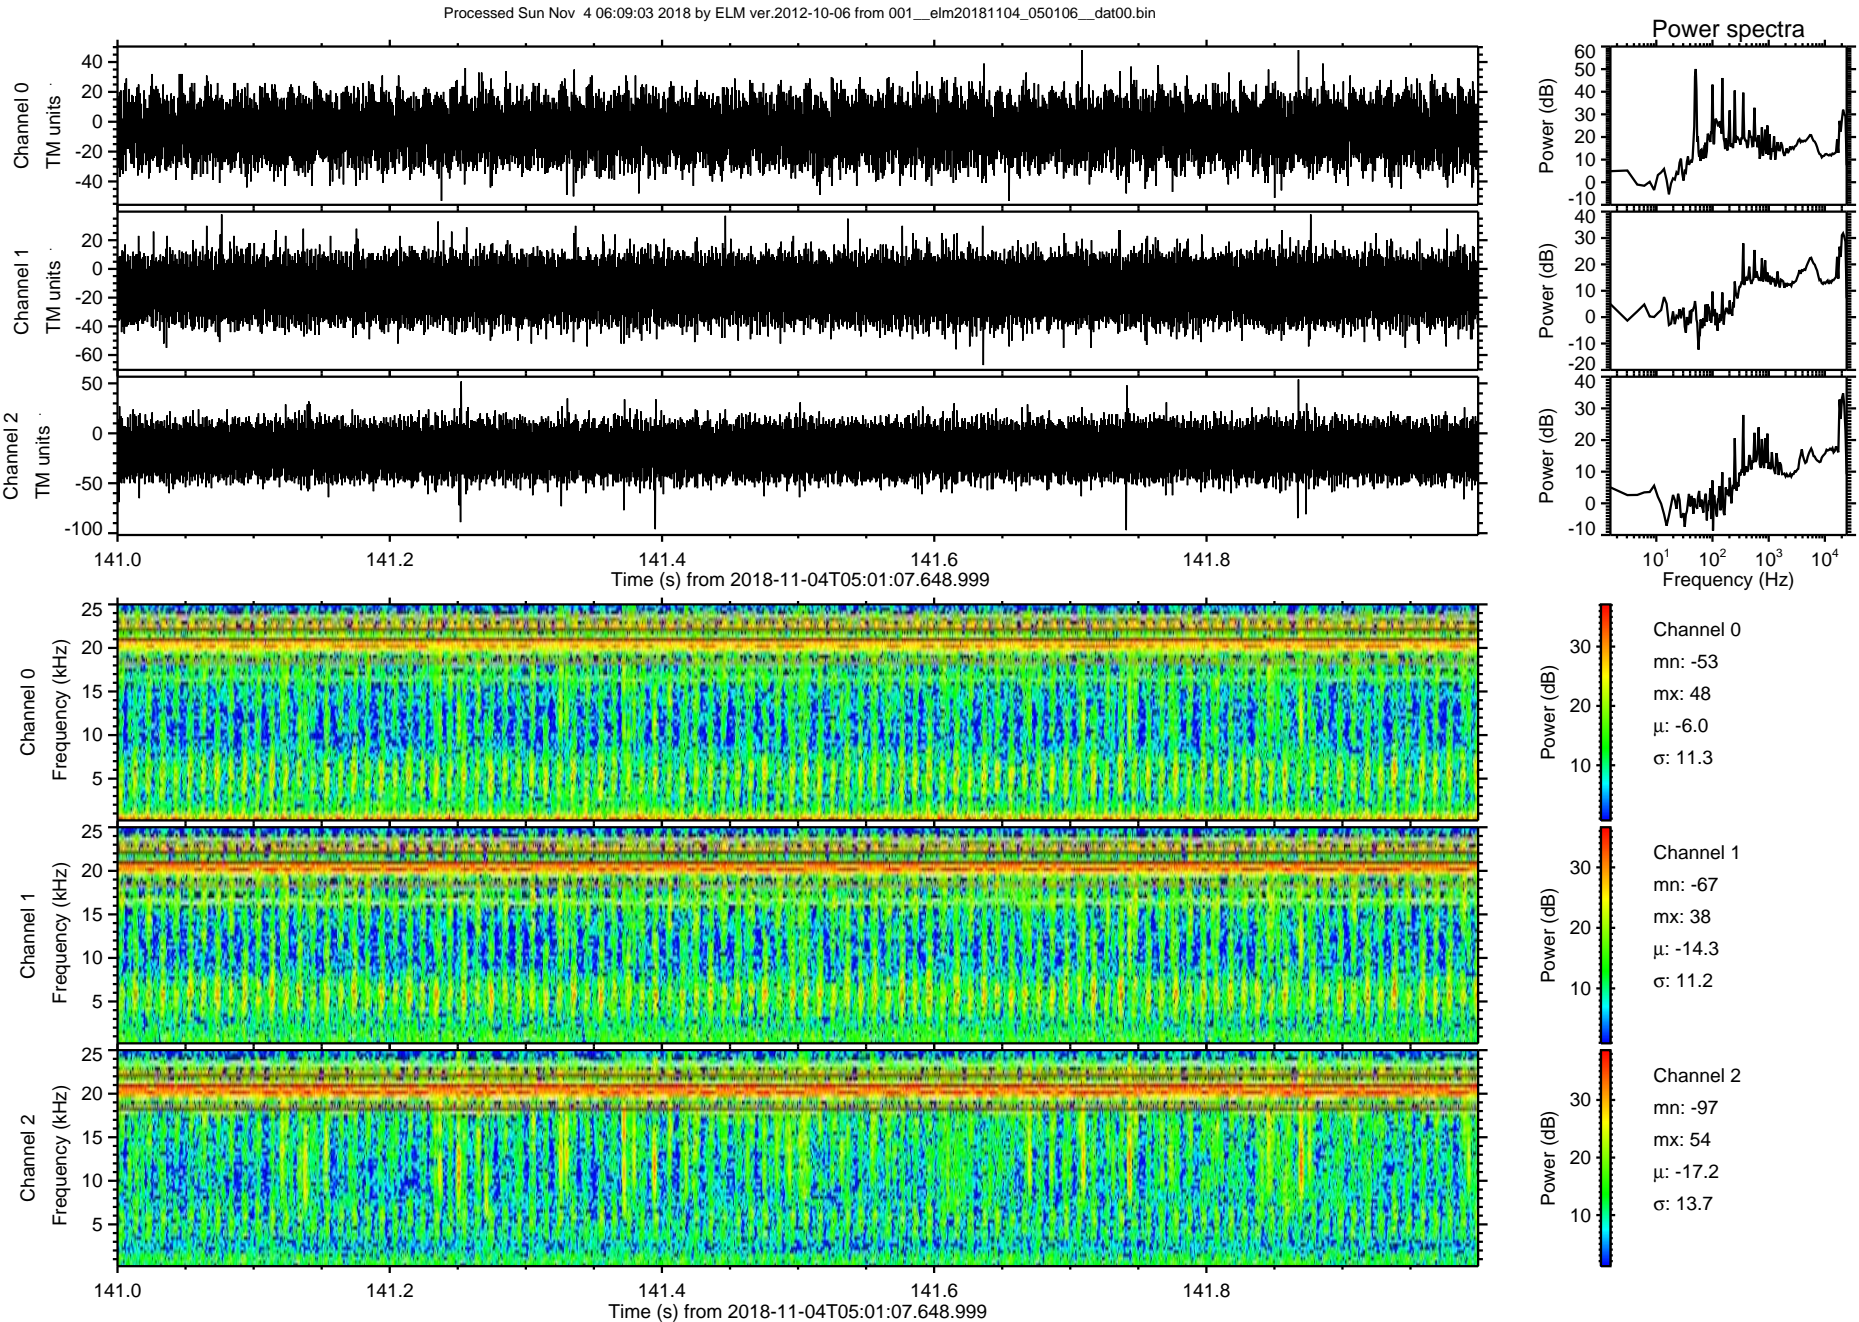 Processed Sun Nov  4 06:09:03 2018 by ELM ver.2012-10-06 from 001__elm20181104_050106__dat00.bin
Power spectra
Channel 0
TM units
40
20
0
-20
-40
Power (dB)
60
50
40
30
20
10
0
-10
Channel 1
TM units
20
0
-20
-40
-60
Power (dB)
40
30
20
10
0
-10
-20
Channel 2
TM units
50
0
-50
-100
Power (dB)
40
30
20
10
0
-10
141.0 141.2 141.4 141.6 141.8
Time (s) from 2018-11-04T05:01:07.648.999
10^1 10^2 10^3 10^4
Frequency (Hz)
Channel 0
Frequency (kHz)
25
20
15
10
5
Power (dB)
30
20
10
Channel 0
mn: -53
mx: 48
μ: -6.0
σ: 11.3
Channel 1
Frequency (kHz)
25
20
15
10
5
Power (dB)
30
20
10
Channel 1
mn: -67
mx: 38
μ: -14.3
σ: 11.2
Channel 2
Frequency (kHz)
25
20
15
10
5
Power (dB)
30
20
10
Channel 2
mn: -97
mx: 54
μ: -17.2
σ: 13.7
141.0 141.2 141.4 141.6 141.8
Time (s) from 2018-11-04T05:01:07.648.999